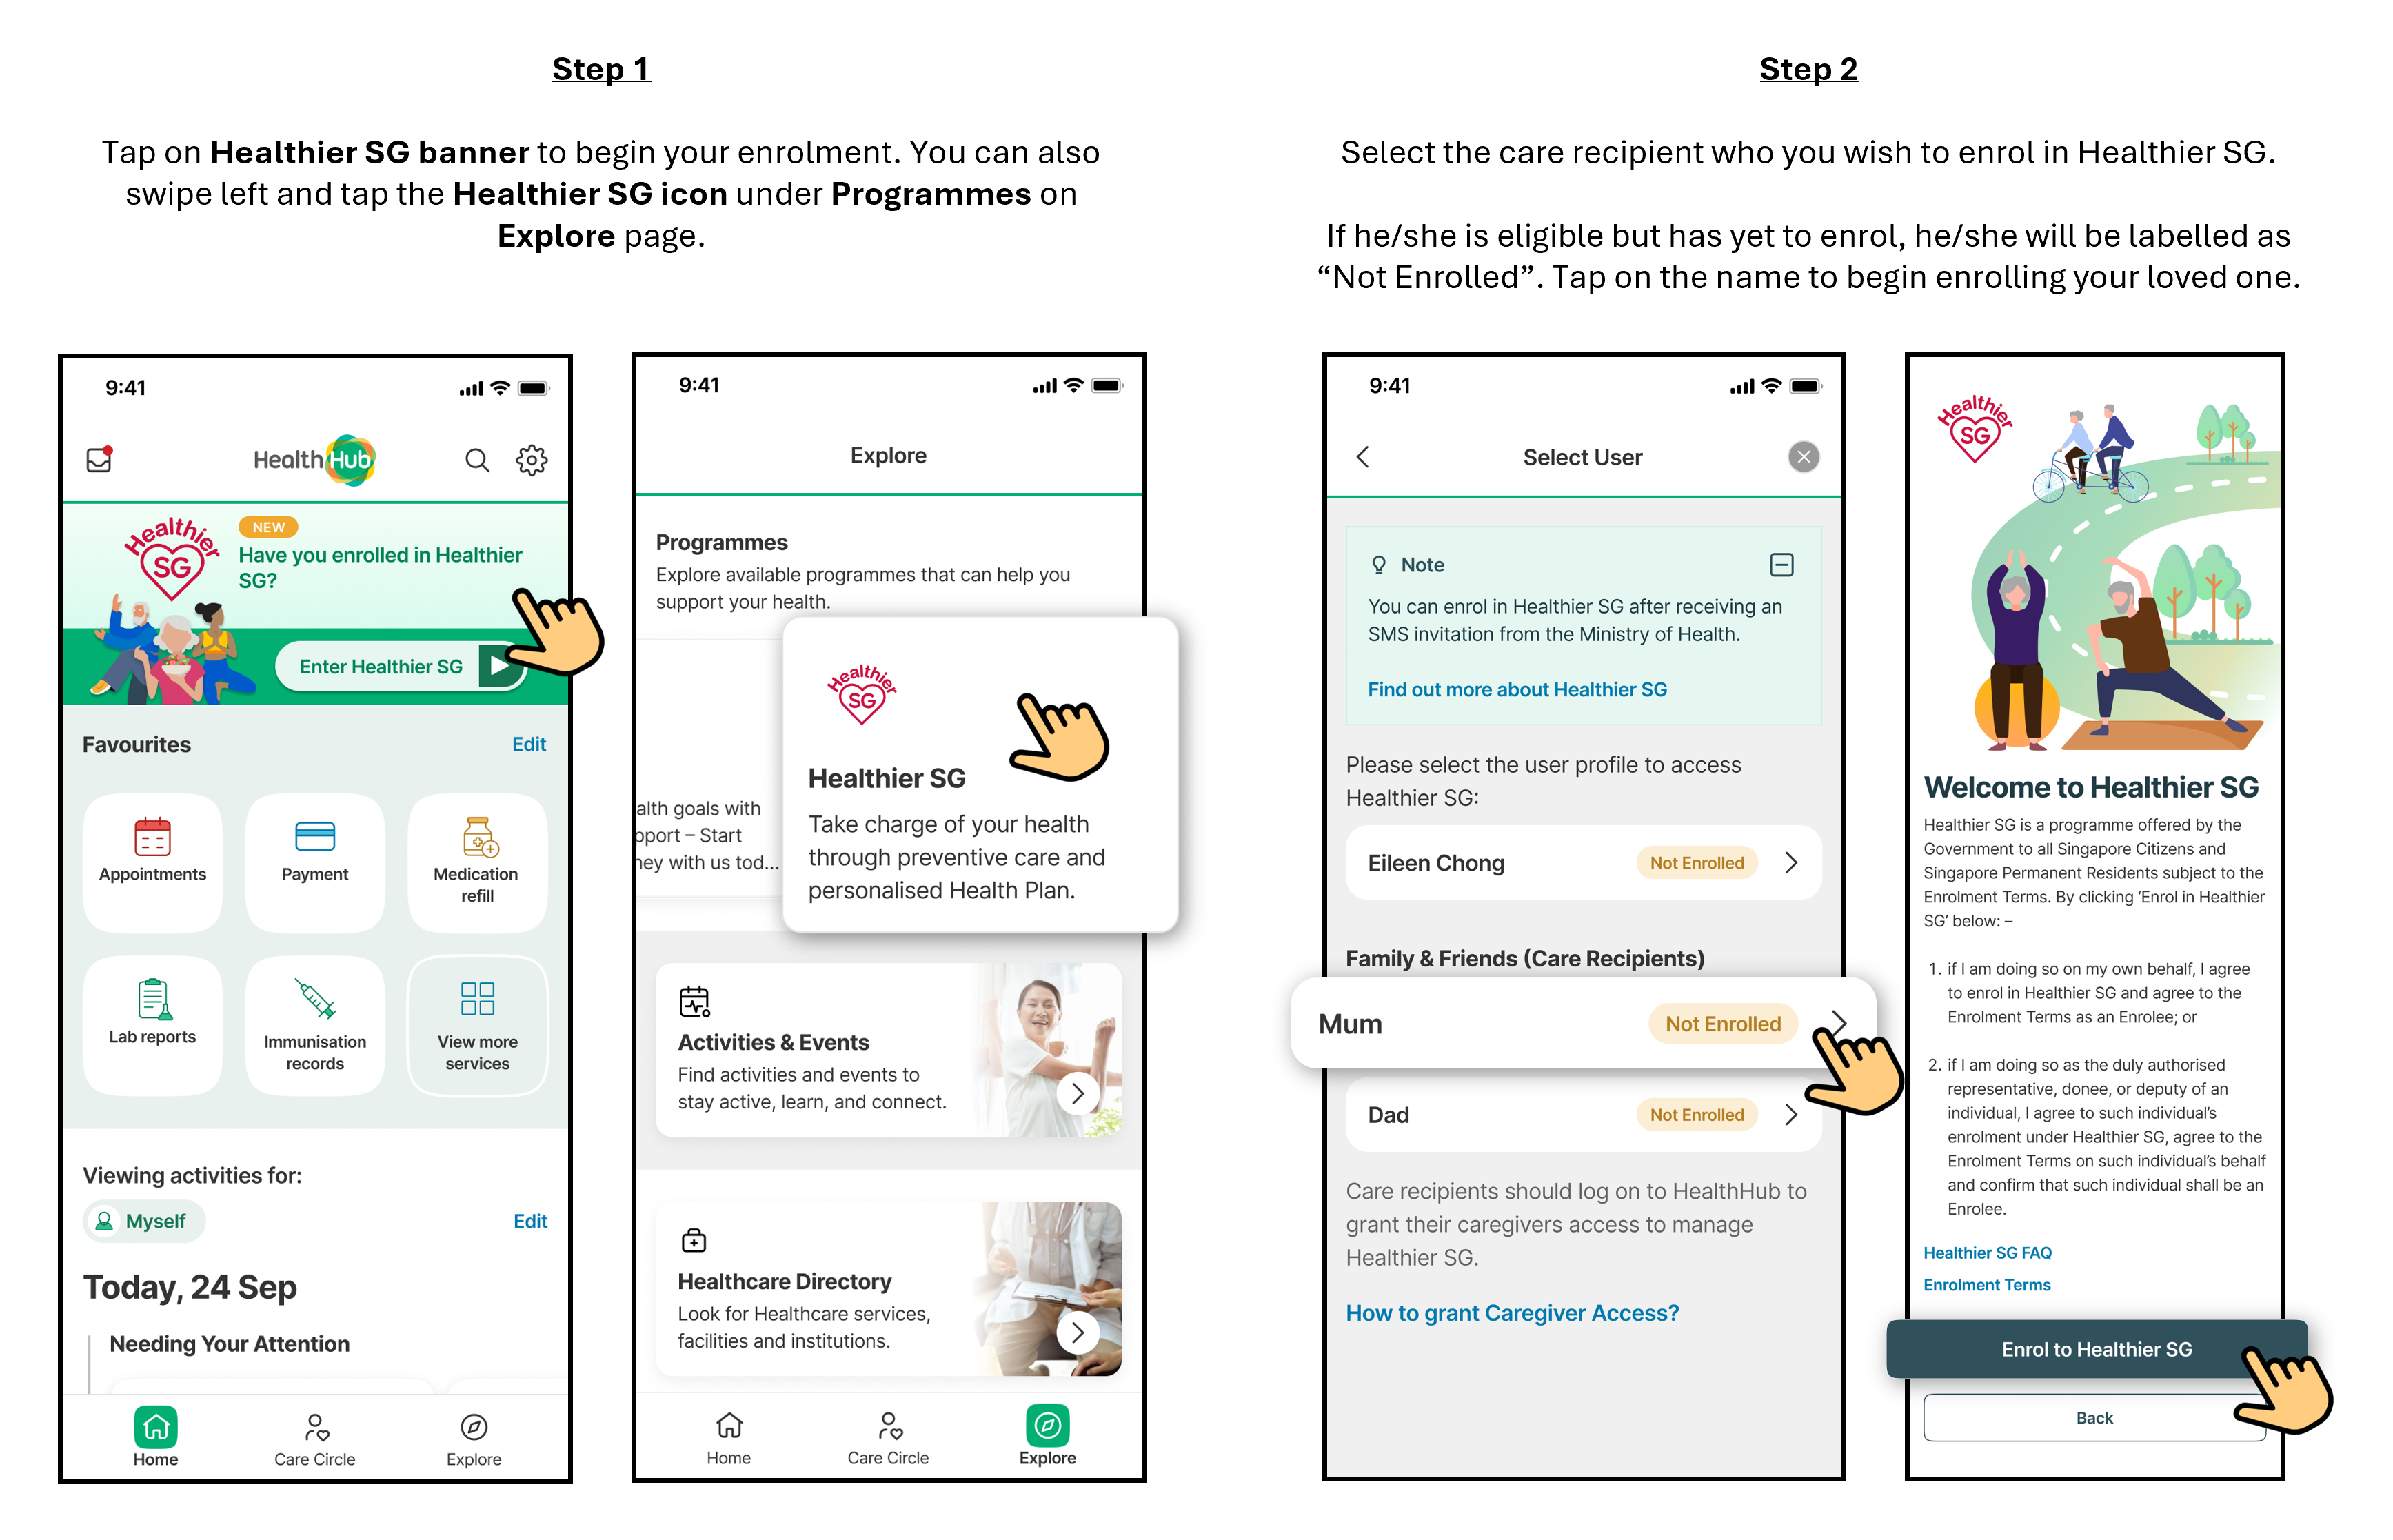 Step 1
Tap on Healthier SG banner to begin your enrolment. You can also
swipe left and tap the Healthier SG icon under Programmes on
Explore page.
9:41
HealthHub
Healthier
SG
NEW
Have you enrolled in Healthier
SG?
Enter Healthier SG
Favourites
Edit
Appointments
Payment
Medication
refill
Lab reports
Immunisation
records
View more
services
Viewing activities for:
Myself
Edit
Today, 24 Sep
Needing Your Attention
Home
Care Circle
Explore
9:41
Explore
Programmes
Explore available programmes that can help you
support your health.
alth goals with
pport – Start
ney with us tod...
Healthier
SG
Healthier SG
Take charge of your health
through preventive care and
personalised Health Plan.
Activities & Events
Find activities and events to
stay active, learn, and connect.
Healthcare Directory
Look for Healthcare services,
facilities and institutions.
Home
Care Circle
Explore
Step 2
Select the care recipient who you wish to enrol in Healthier SG.
If he/she is eligible but has yet to enrol, he/she will be labelled as
“Not Enrolled”. Tap on the name to begin enrolling your loved one.
9:41
Select User
Note
You can enrol in Healthier SG after receiving an
SMS invitation from the Ministry of Health.
Find out more about Healthier SG
Please select the user profile to access
Healthier SG:
Eileen Chong
Not Enrolled
Family & Friends (Care Recipients)
Mum
Not Enrolled
Dad
Not Enrolled
Care recipients should log on to HealthHub to
grant their caregivers access to manage
Healthier SG.
How to grant Caregiver Access?
Healthier
SG
Welcome to Healthier SG
Healthier SG is a programme offered by the
Government to all Singapore Citizens and
Singapore Permanent Residents subject to the
Enrolment Terms. By clicking ‘Enrol in Healthier
SG’ below: –
1. if I am doing so on my own behalf, I agree
to enrol in Healthier SG and agree to the
Enrolment Terms as an Enrolee; or
2. if I am doing so as the duly authorised
representative, donee, or deputy of an
individual, I agree to such individual’s
enrolment under Healthier SG, agree to the
Enrolment Terms on such individual’s behalf
and confirm that such individual shall be an
Enrolee.
Healthier SG FAQ
Enrolment Terms
Enrol to Healthier SG
Back